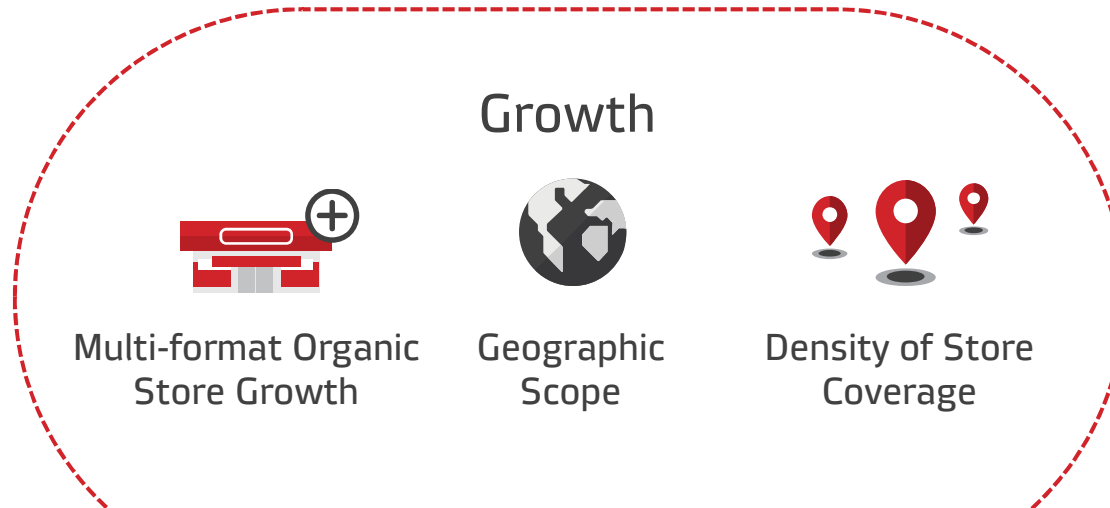 Growth
Multi-format Organic
Store Growth
Geographic
Scope
Density of Store
Coverage